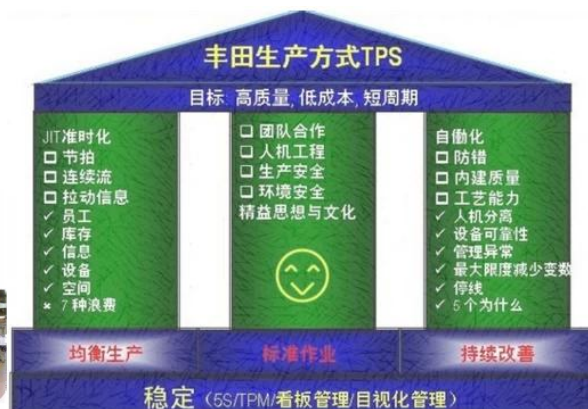 丰田生产方式TPS
目标: 高质量, 低成本, 短周期
JIT准时化
□ 节拍
□ 连续流
□ 拉动信息
✓ 员工
✓ 库存
✓ 信息
✓ 设备
✓ 空间
× 7种浪费
□ 团队合作
□ 人机工程
□ 生产安全
□ 环境安全
精益思想与文化
自働化
□ 防错
□ 内建质量
□ 工艺能力
✓ 人机分离
✓ 设备可靠性
✓ 管理异常
✓ 最大限度减少变数
✓ 停线
✓ 5个为什么
均衡生产
标准作业
持续改善
稳定（5S/TPM/看板管理/目视化管理）